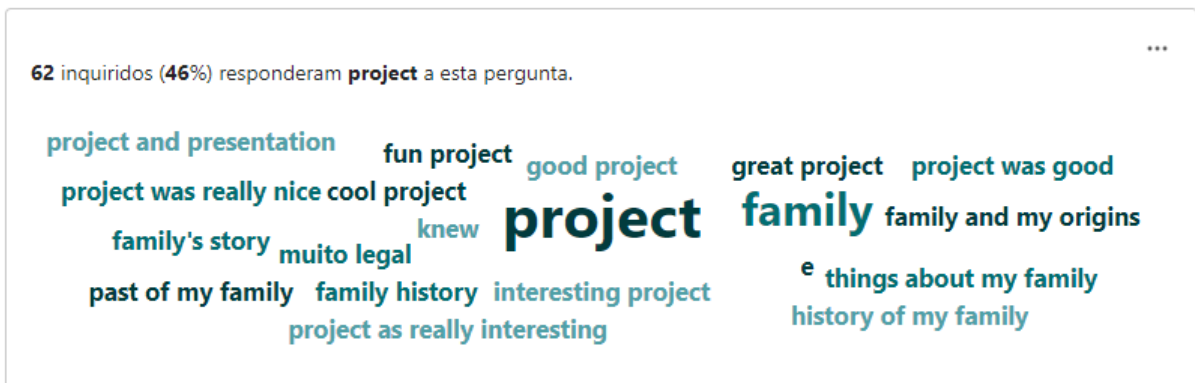 ...
62 inquiridos (46%) responderam project a esta pergunta.
project and presentation
fun project
good project
great project
project was good
project was really nice
cool project
project
family
family and my origins
knew
family's story
muito legal
e
things about my family
past of my family
family history
interesting project
history of my family
project as really interesting